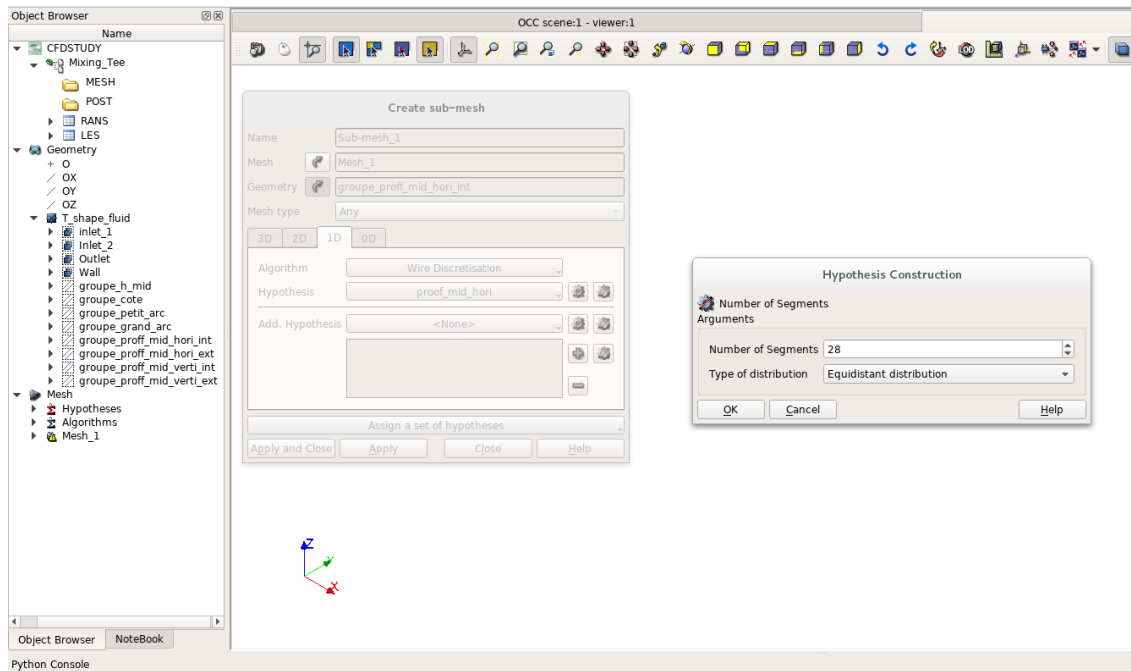 Object Browser
Name
CFDSTUDY
Mixing_Tee
MESH
POST
RANS
LES
Geometry
O
OX
OY
OZ
T_shape_fluid
inlet_1
Inlet_2
Outlet
Wall
groupe_h_mid
groupe_cote
groupe_petit_arc
groupe_grand_arc
groupe_proff_mid_hori_int
groupe_proff_mid_hori_ext
groupe_proff_mid_verti_int
groupe_proff_mid_verti_ext
Mesh
Hypotheses
Algorithms
Mesh_1
Object Browser NoteBook
Python Console
OCC scene:1 - viewer:1
Create sub-mesh
Name Sub-mesh_1
Mesh Mesh_1
Geometry groupe_proff_mid_hori_int
Mesh type Any
3D 2D 1D 0D
Algorithm Wire Discretisation
Hypothesis proof_mid_hori
Add. Hypothesis <None>
Assign a set of hypotheses
Apply and Close Apply Close Help
Hypothesis Construction
Number of Segments
Arguments
Number of Segments 28
Type of distribution Equidistant distribution
OK Cancel Help
Z
Y
X